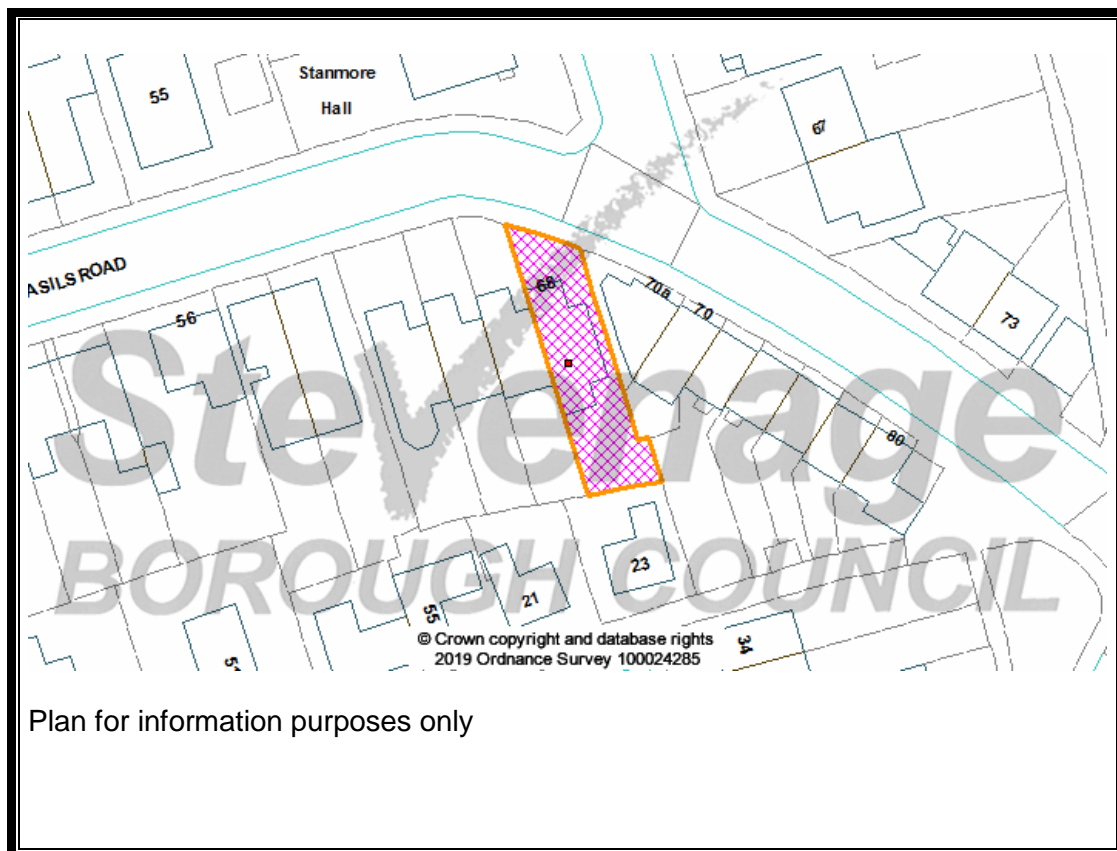 Stanmore
Hall
55
67
ASILS ROAD
68
70a
70
56
73
80
Stevenage
BOROUGH COUNCIL
23
21
55
34
51
© Crown copyright and database rights
2019 Ordnance Survey 100024285
Plan for information purposes only